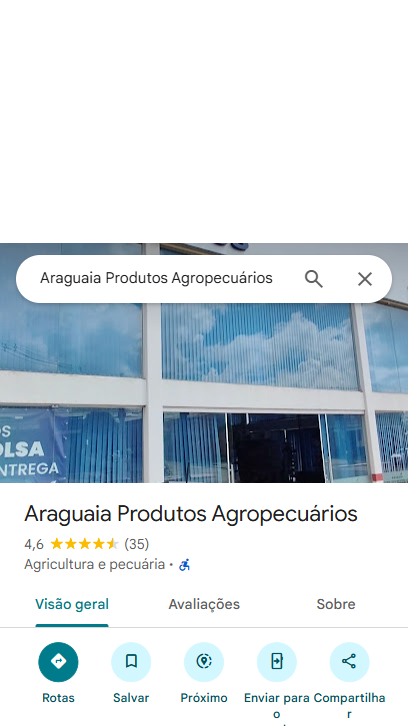 Araguaia Produtos Agropecuários
OS
OLSA
NTREGA
Araguaia Produtos Agropecuários
4,6 (35)
Agricultura e pecuária ·
Visão geral Avaliações Sobre
Rotas Salvar Próximo Enviar para o Compartilhar